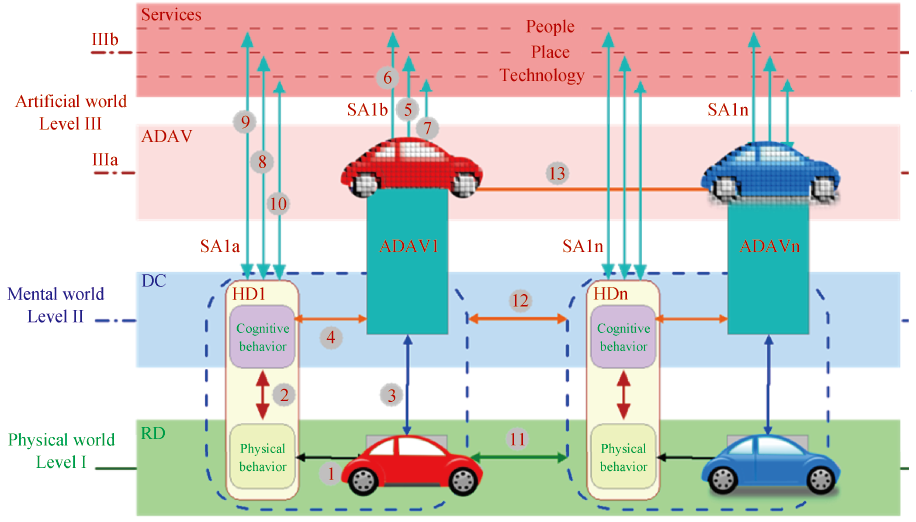 Services
People
IIIb
Place
Technology
6
SA1b
5
SA1n
Artificial world
Level III
9
7
ADAV
8
IIIa
13
10
SA1a
ADAV1
SA1n
ADAVn
DC
HD1
HDn
Mental world
Level II
12
Cognitive
behavior
4
Cognitive
behavior
2
3
RD
Physical world
Level I
Physical
behavior
11
Physical
behavior
1